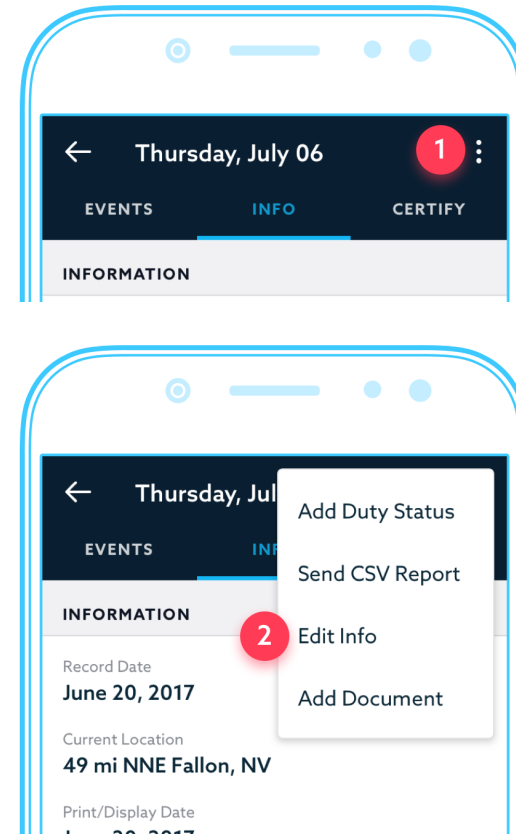 Thursday, July 06 1
EVENTS INFO CERTIFY
INFORMATION
Thursday, Jul
EVENTS
INFORMATION
Add Duty Status
Send CSV Report
2 Edit Info
Add Document
Record Date
June 20, 2017
Current Location
49 mi NNE Fallon, NV
Print/Display Date